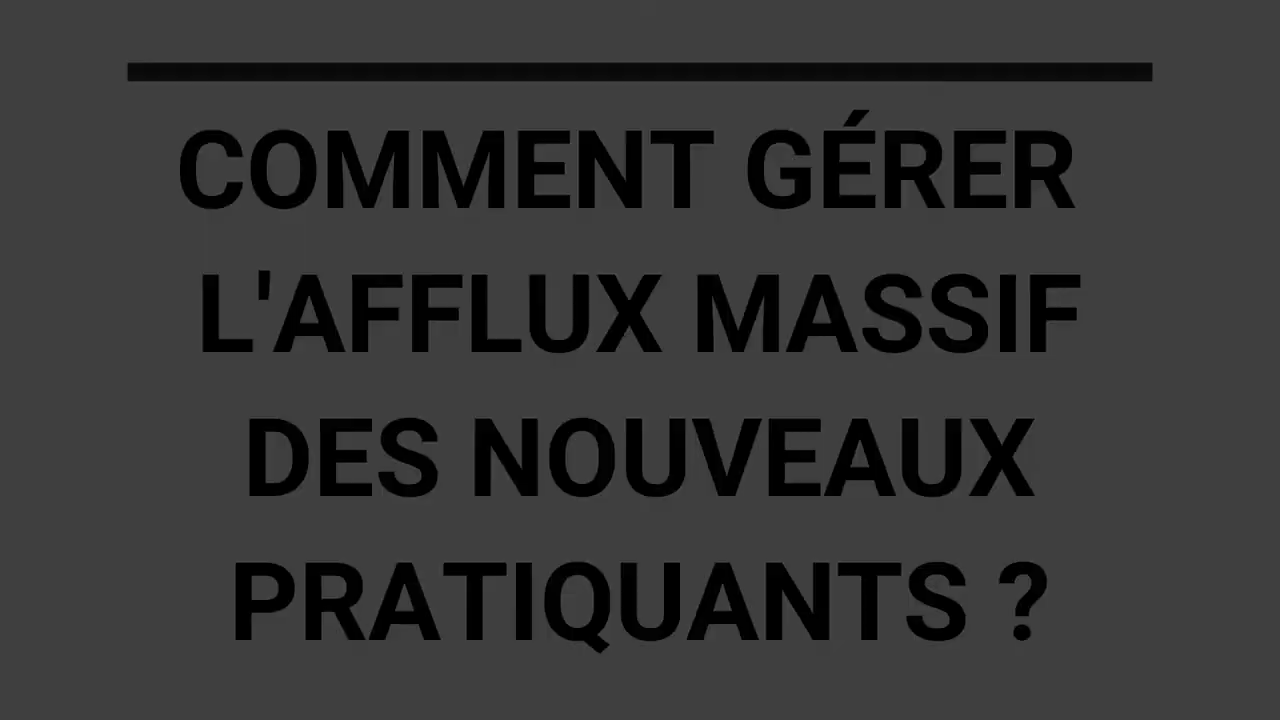 COMMENT GÉRER
L'AFFLUX MASSIF
DES NOUVEAUX
PRATIQUANTS ?